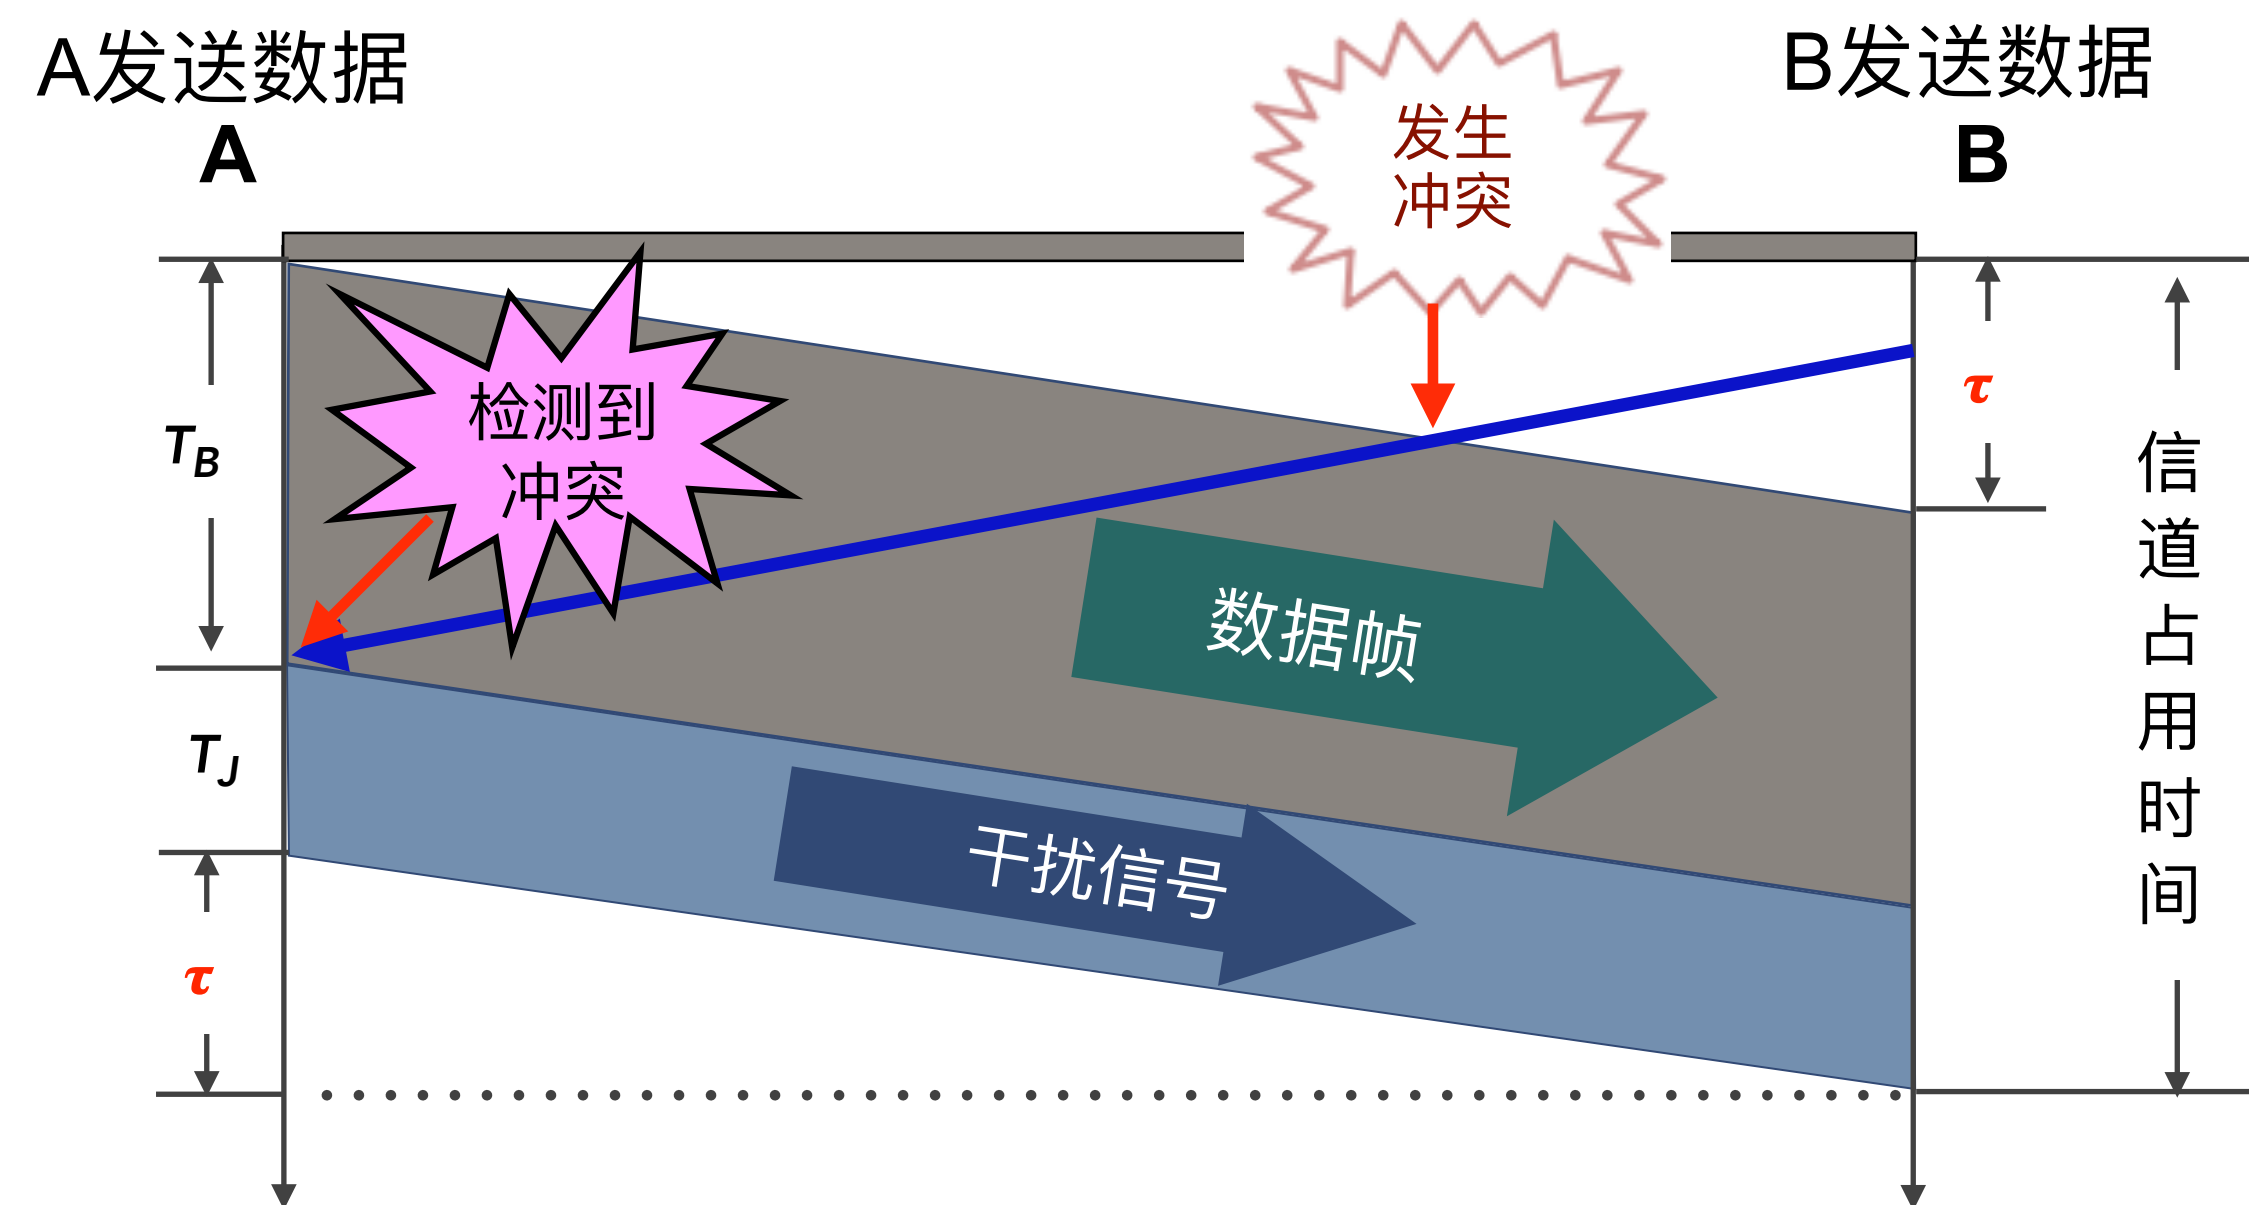 A发送数据
A
发生
冲突
B发送数据
B
检测到
冲突
T_B
T_J
τ
τ
数据帧
干扰信号
信
道
占
用
时
间